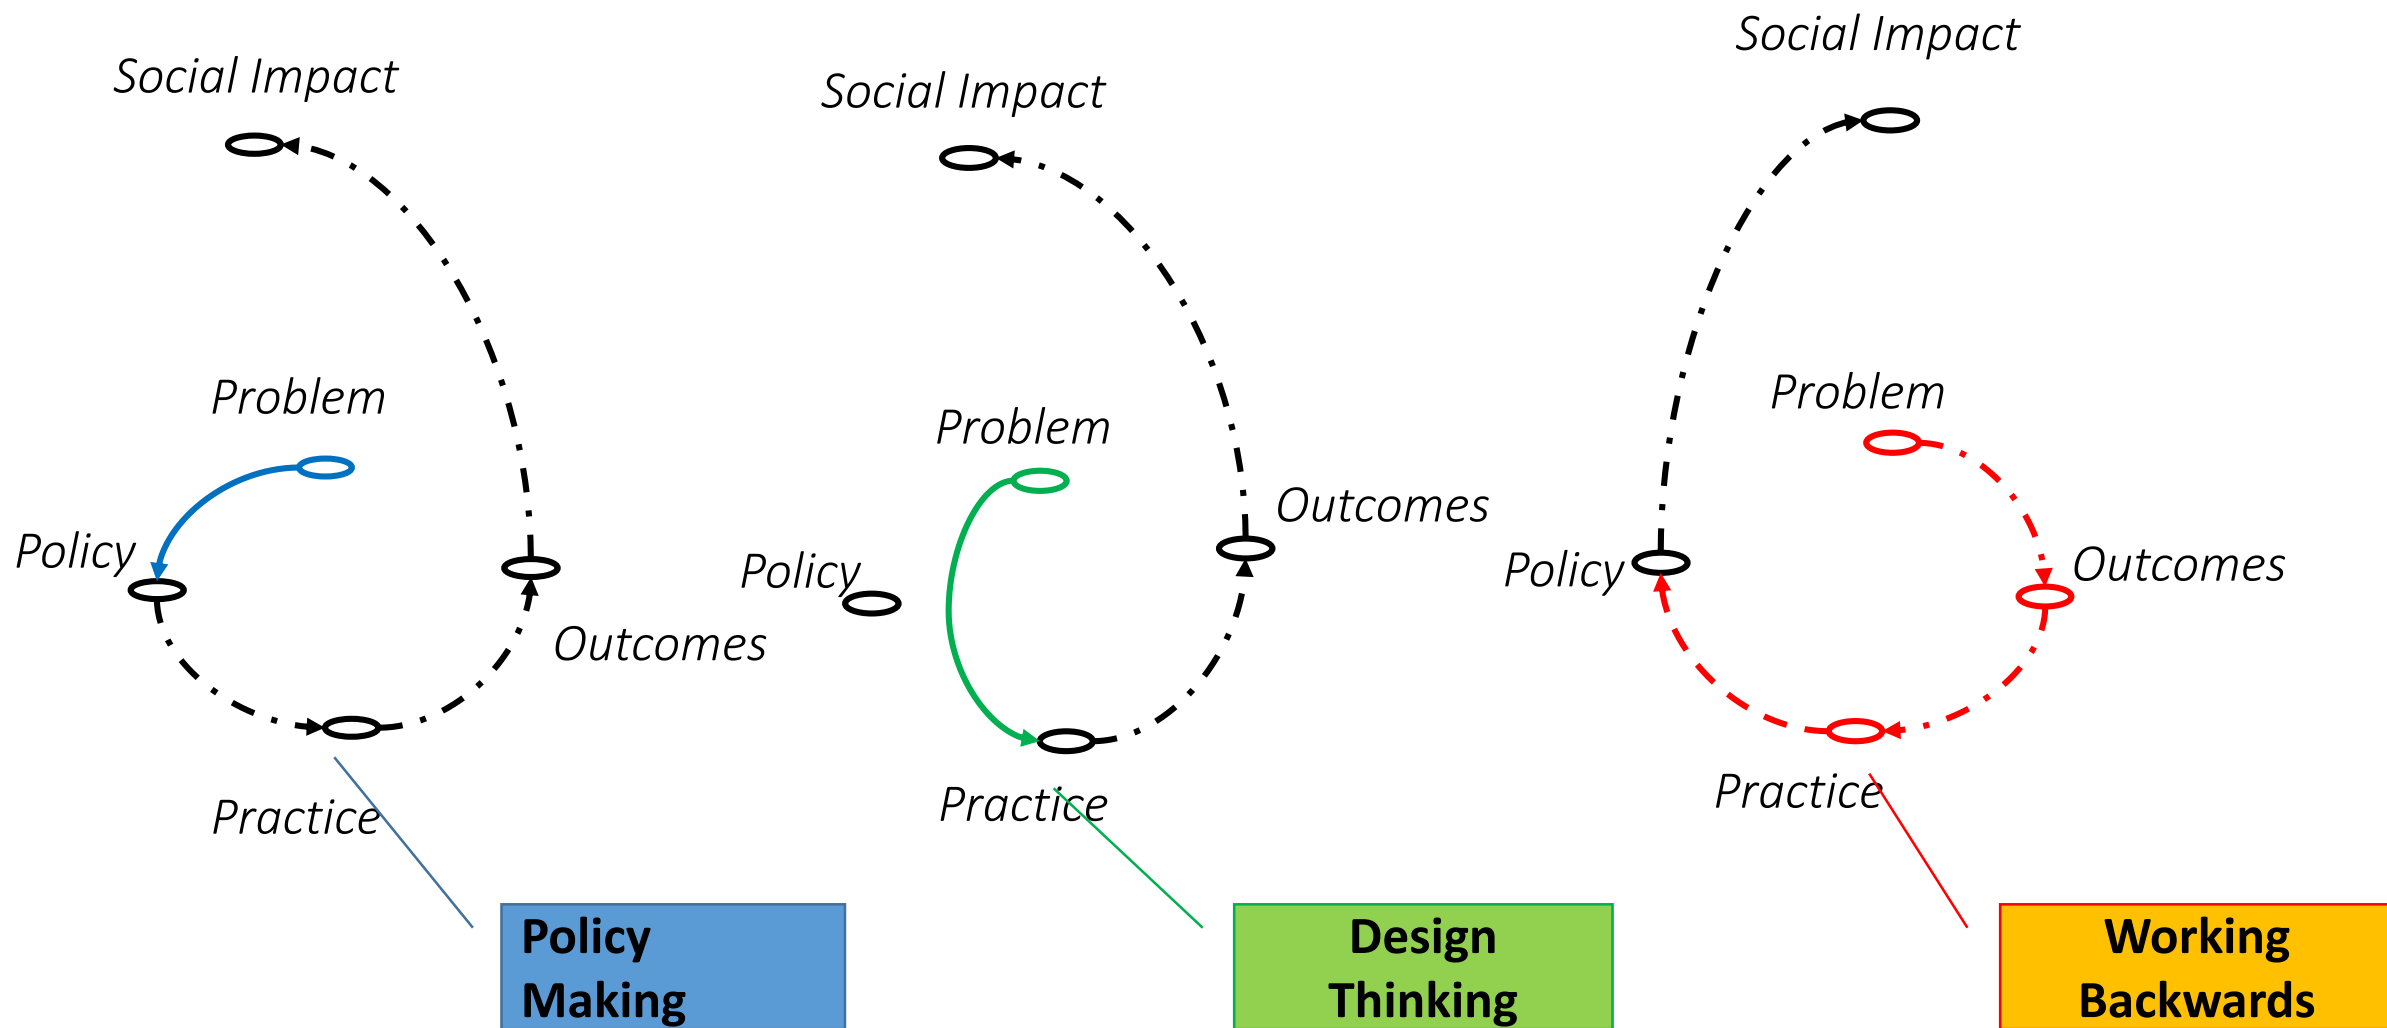 Social Impact
Problem
Policy
Outcomes
Practice
Policy
Making
Social Impact
Problem
Outcomes
Policy
Practice
Design
Thinking
Social Impact
Problem
Outcomes
Policy
Practice
Working
Backwards